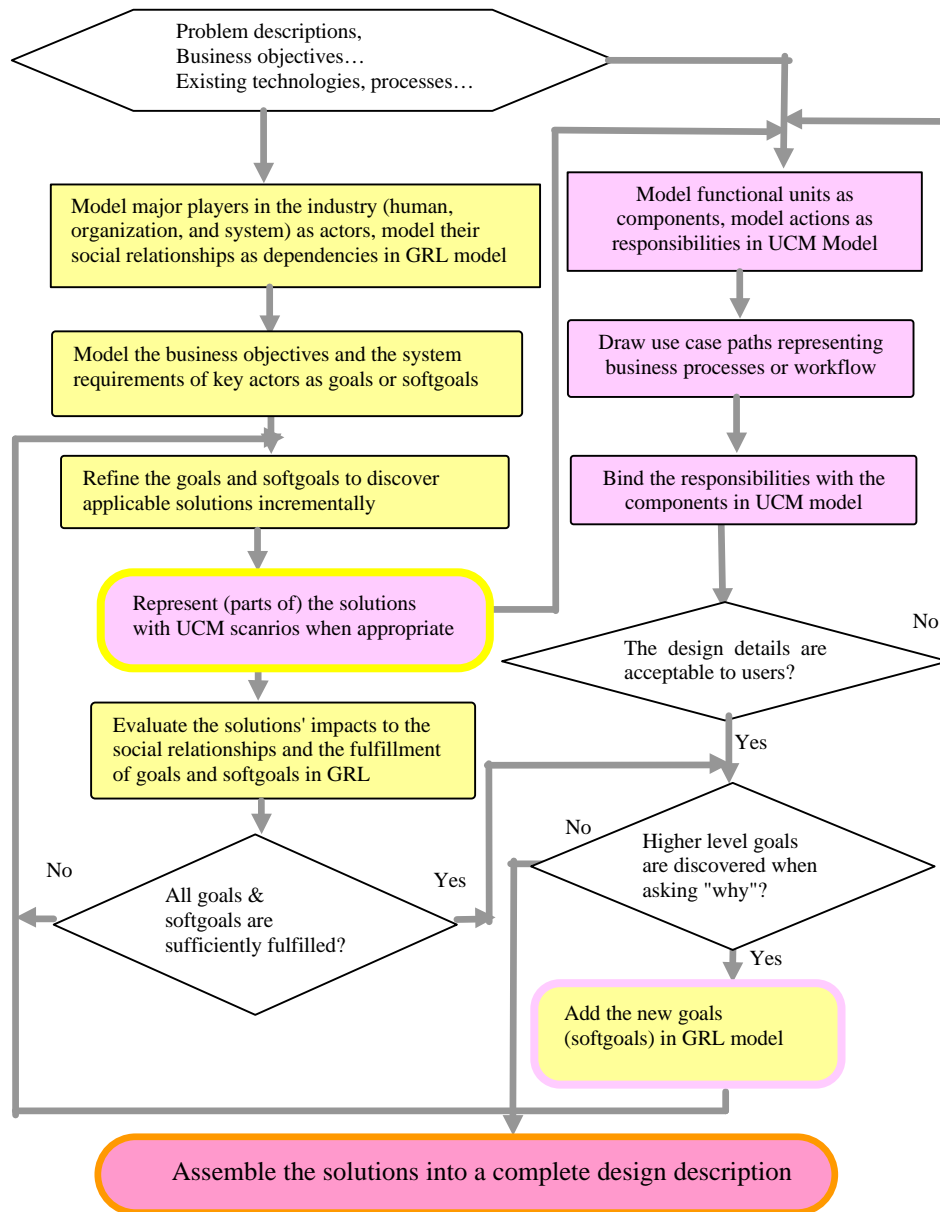 Problem descriptions,
Business objectives…
Existing technologies, processes…
Model major players in the industry (human,
organization, and system) as actors, model their
social relationships as dependencies in GRL model
Model the business objectives and the system
requirements of key actors as goals or softgoals
Refine the goals and softgoals to discover
applicable solutions incrementally
Represent (parts of) the solutions
with UCM scanrios when appropriate
Evaluate the solutions' impacts to the
social relationships and the fulfillment
of goals and softgoals in GRL
No
All goals &
softgoals are
sufficiently fulfilled?
Yes
Model functional units as
components, model actions as
responsibilities in UCM Model
Draw use case paths representing
business processes or workflow
Bind the responsibilities with the
components in UCM model
No
The design details are
acceptable to users?
Yes
No
Higher level goals
are discovered when
asking "why"?
Yes
Add the new goals
(softgoals) in GRL model
Assemble the solutions into a complete design description